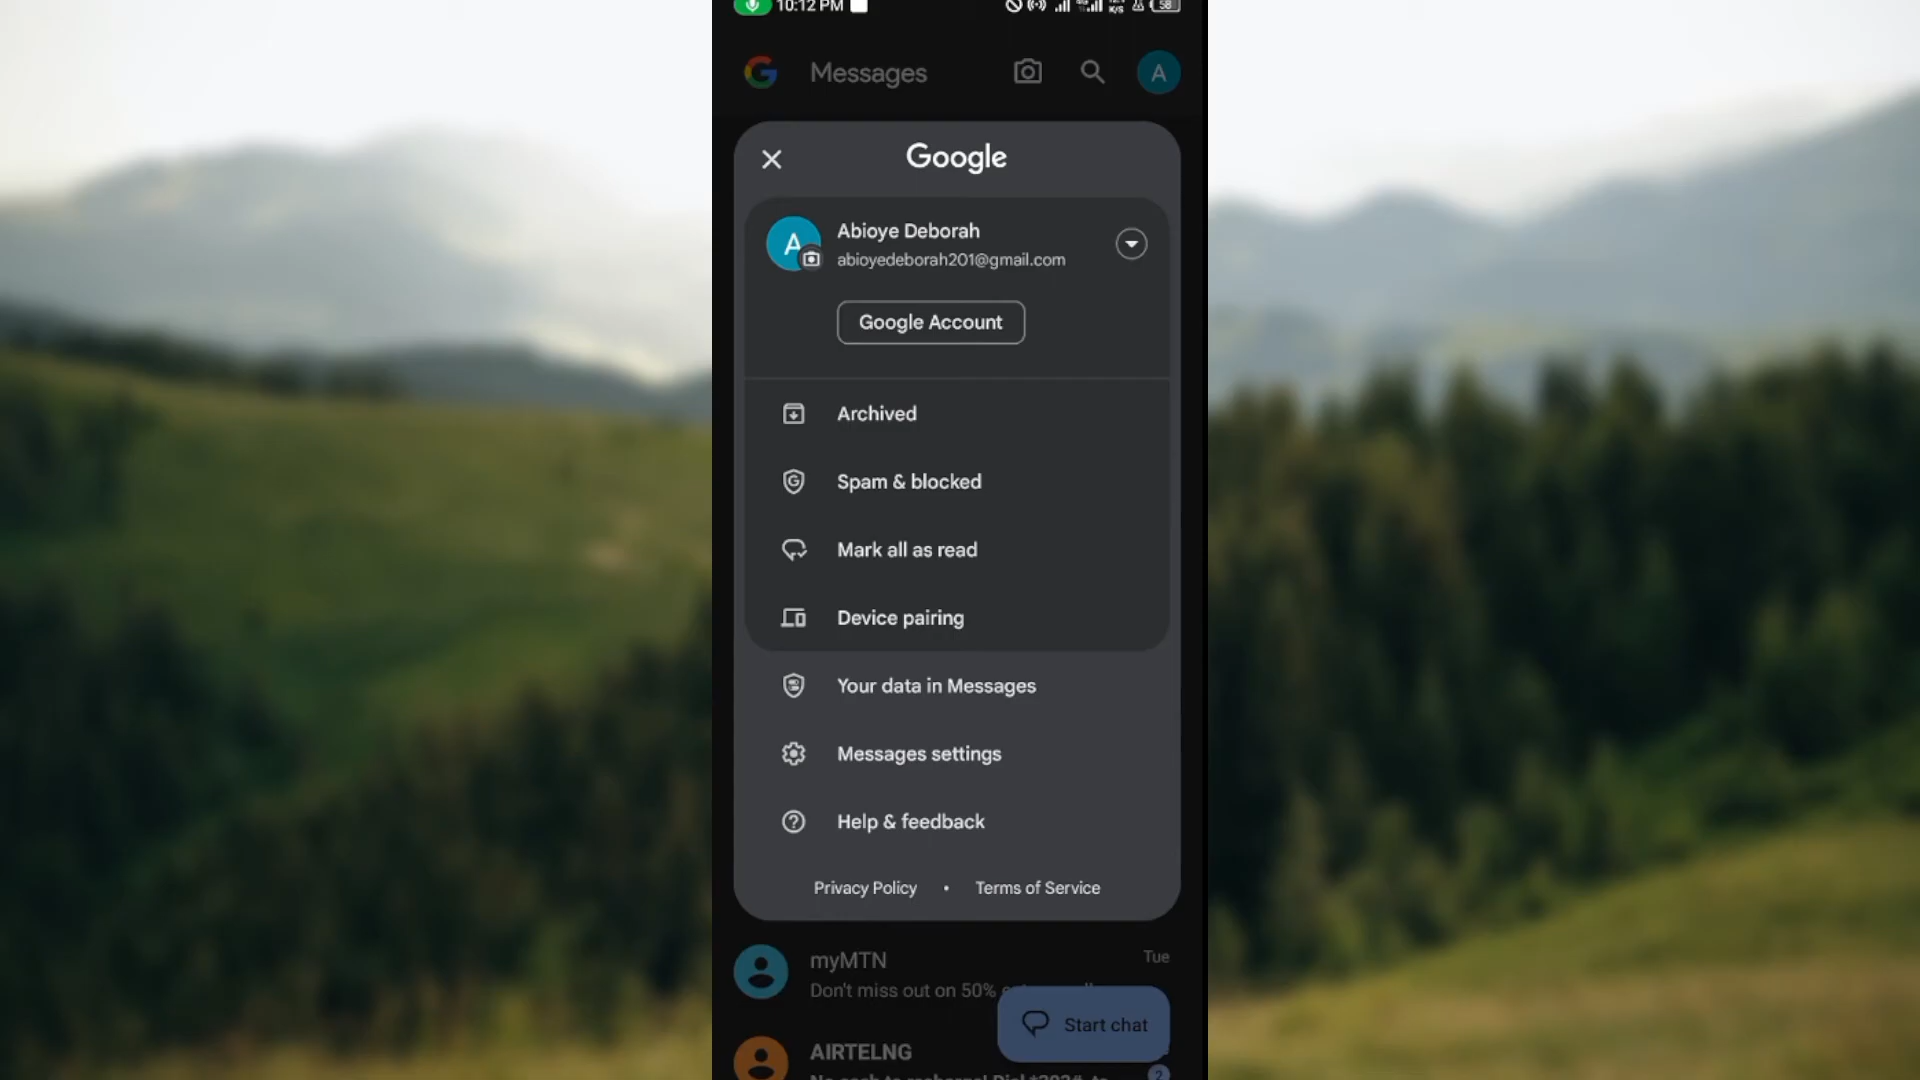 10:12 PM
58
Messages
A
Google
A
Abioye Deborah
abioyedeborah201@gmail.com
Google Account
Archived
Spam & blocked
Mark all as read
Device pairing
Your data in Messages
Messages settings
Help & feedback
Privacy Policy • Terms of Service
myMTN
Tue
Don't miss out on 50%
Start chat
AIRTELNG
2